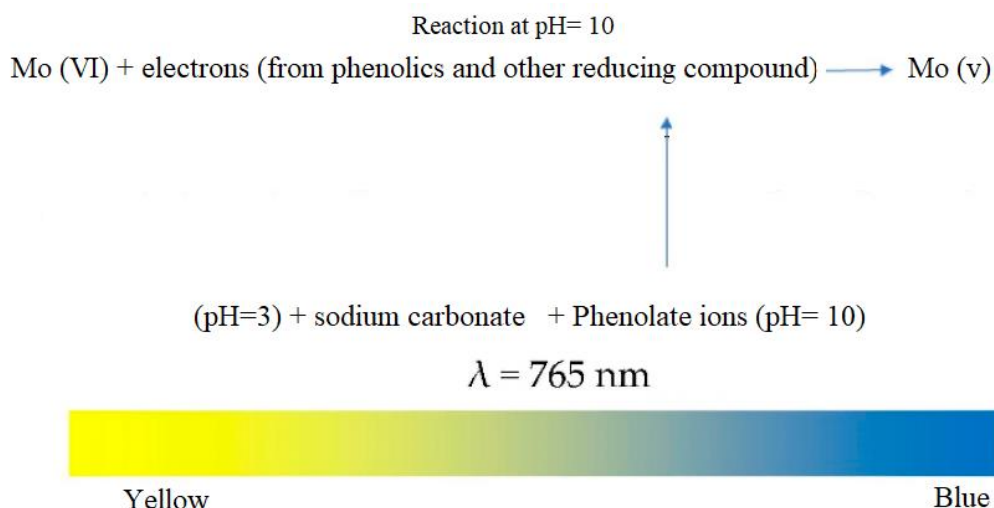 Reaction at pH= 10
Mo (VI) + electrons (from phenolics and other reducing compound) Mo (v)
(pH=3) + sodium carbonate + Phenolate ions (pH= 10)
λ = 765 nm
Yellow Blue